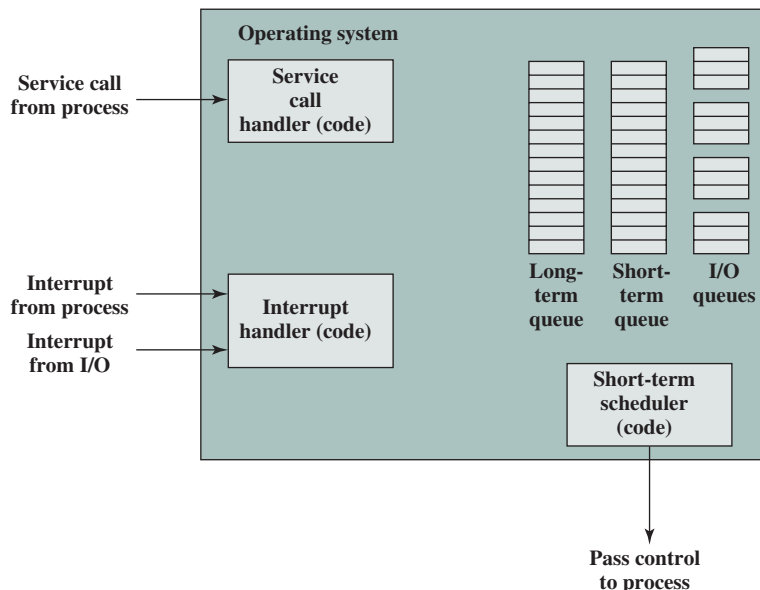 Operating system
Service call
from process
Service
call
handler (code)
Interrupt
from process
Interrupt
from I/O
Interrupt
handler (code)
Long-
term
queue
Short-
term
queue
I/O
queues
Short-term
scheduler
(code)
Pass control
to process